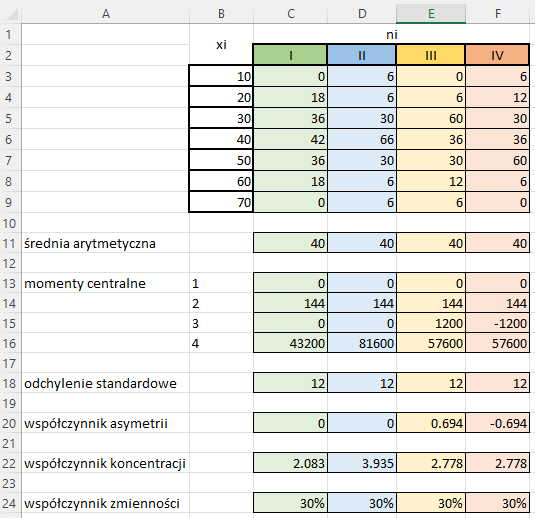 A B C D E F
1 xi ni
2 I II III IV
3 10 0 6 0 6
4 20 18 6 6 12
5 30 36 30 60 30
6 40 42 66 36 36
7 50 36 30 30 60
8 60 18 6 12 6
9 70 0 6 6 0
10
11 średnia arytmetyczna 40 40 40 40
12
13 momenty centralne 1 0 0 0 0
14 2 144 144 144 144
15 3 0 0 1200 -1200
16 4 43200 81600 57600 57600
17
18 odchylenie standardowe 12 12 12 12
19
20 współczynnik asymetrii 0 0 0.694 -0.694
21
22 współczynnik koncentracji 2.083 3.935 2.778 2.778
23
24 współczynnik zmienności 30% 30% 30% 30%